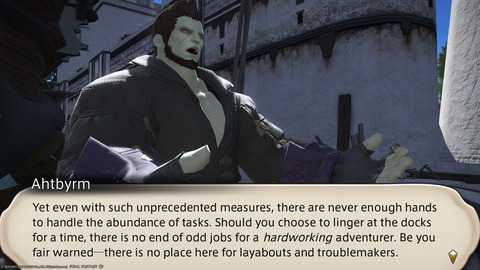 Ahtbyrm
Yet even with such unprecedented measures, there are never enough hands
to handle the abundance of tasks. Should you choose to linger at the docks
for a time, there is no end of odd jobs for a hardworking adventurer. Be you
fair warned—there is no place here for layabouts and troublemakers.